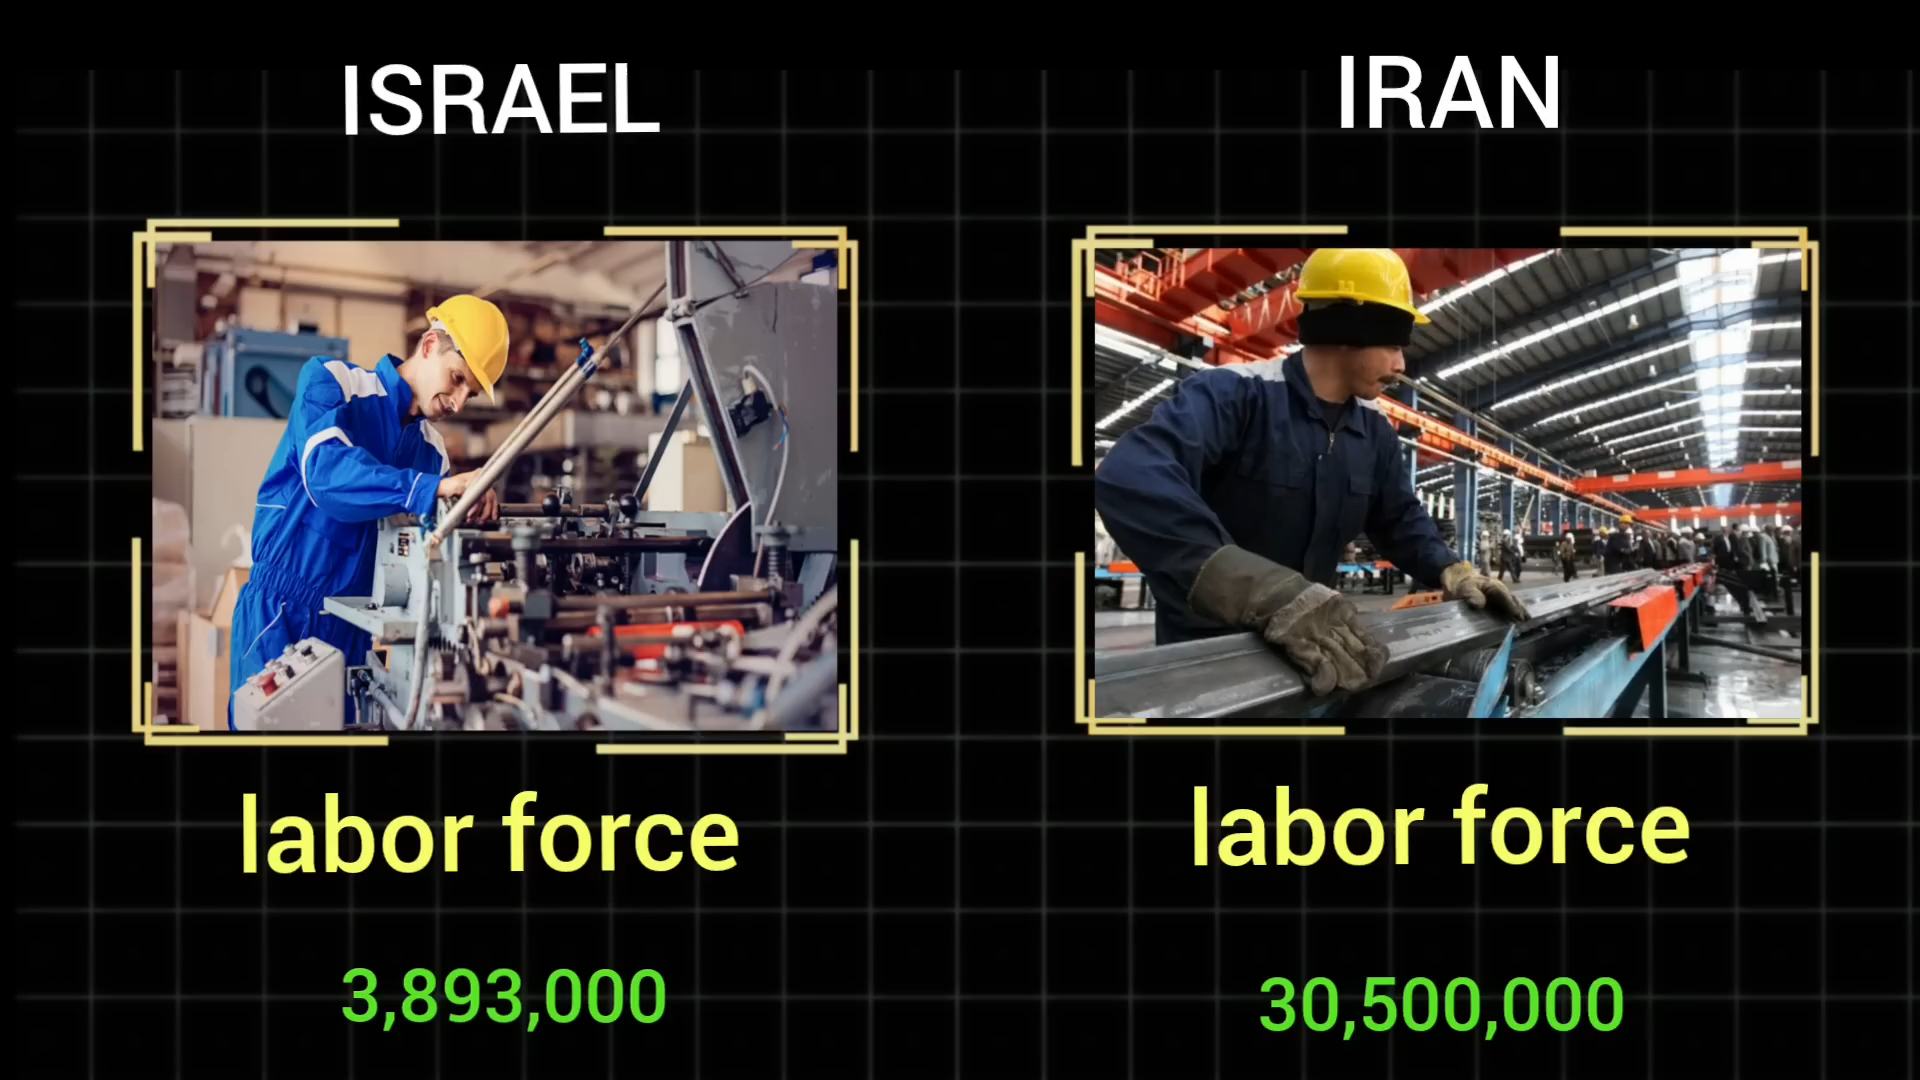 ISRAEL
IRAN
labor force
labor force
3,893,000
30,500,000